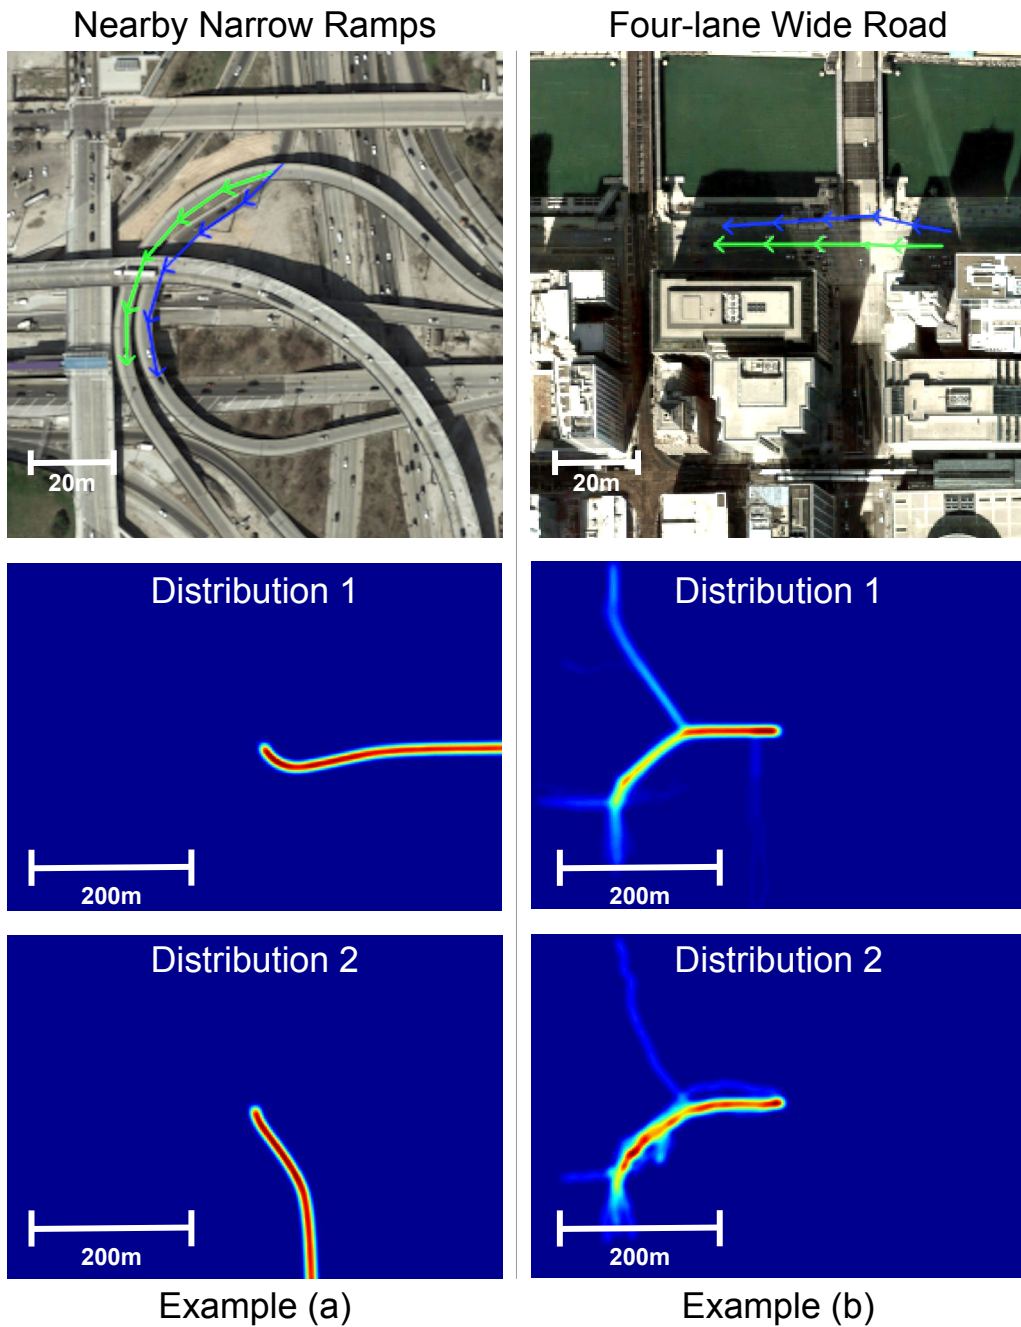 Nearby Narrow Ramps
Four-lane Wide Road
20m
20m
Distribution 1
Distribution 1
200m
200m
Distribution 2
Distribution 2
200m
200m
Example (a)
Example (b)